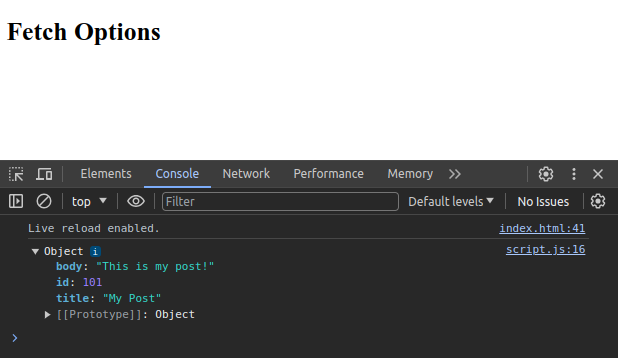 Fetch Options
Elements Console Network Performance Memory
top Filter Default levels No Issues
Live reload enabled. index.html:41
Object i script.js:16
body: "This is my post!"
id: 101
title: "My Post"
[[Prototype]]: Object